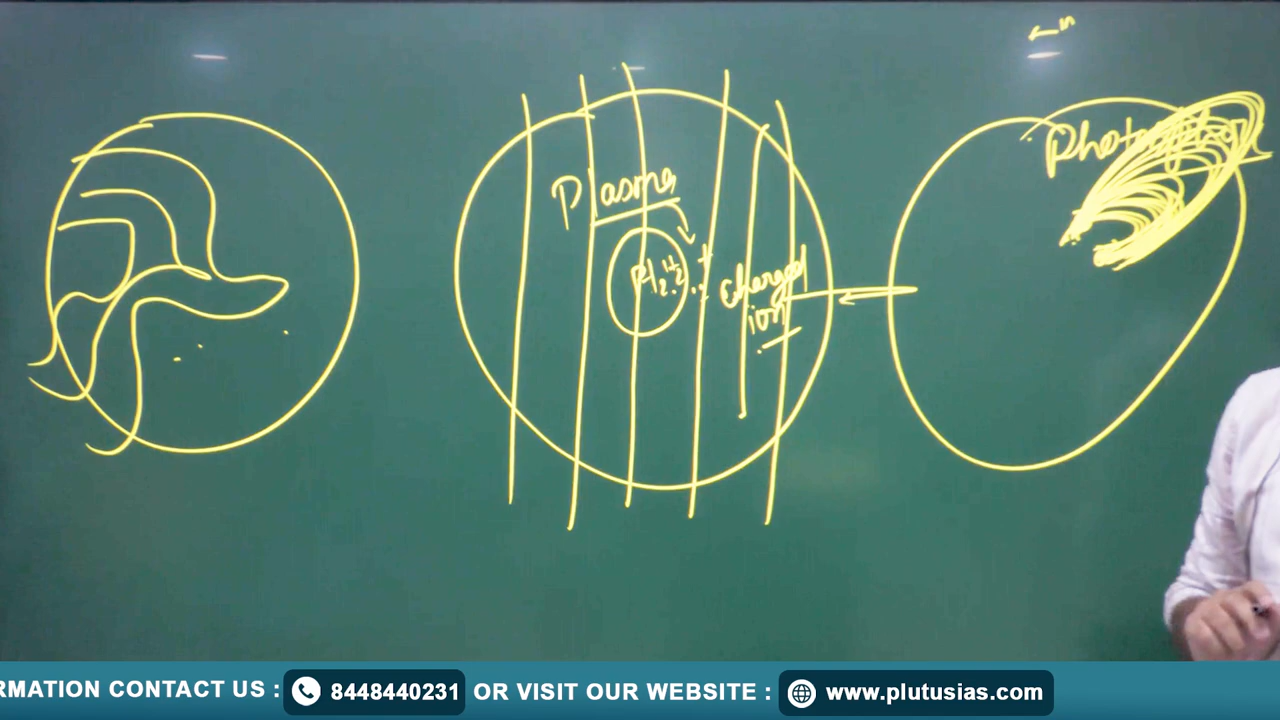 Plasma
charged
ion
RMATION CONTACT US : 8448440231 OR VISIT OUR WEBSITE : www.plutusias.com